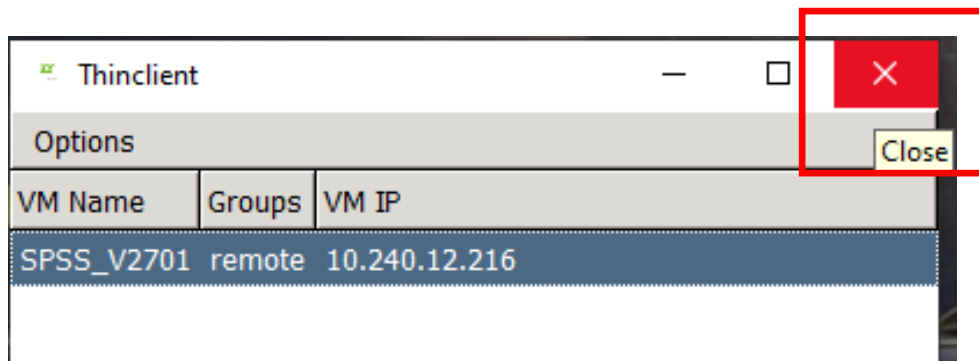 Thinclient
Options
Close
VM Name Groups VM IP
SPSS_V2701 remote 10.240.12.216